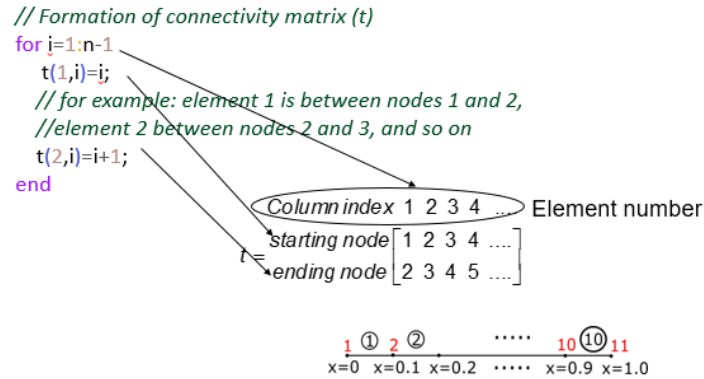 // Formation of connectivity matrix (t)
for i=1:n-1
t(1,i)=i;
// for example: element 1 is between nodes 1 and 2,
//element 2 between nodes 2 and 3, and so on
t(2,i)=i+1;
end
Column index 1 2 3 4 .... Element number
starting node 1 2 3 4 ....
t =
ending node 2 3 4 5 ....
1 ① 2 ② ..... 10 ⑩ 11
x=0 x=0.1 x=0.2 ..... x=0.9 x=1.0